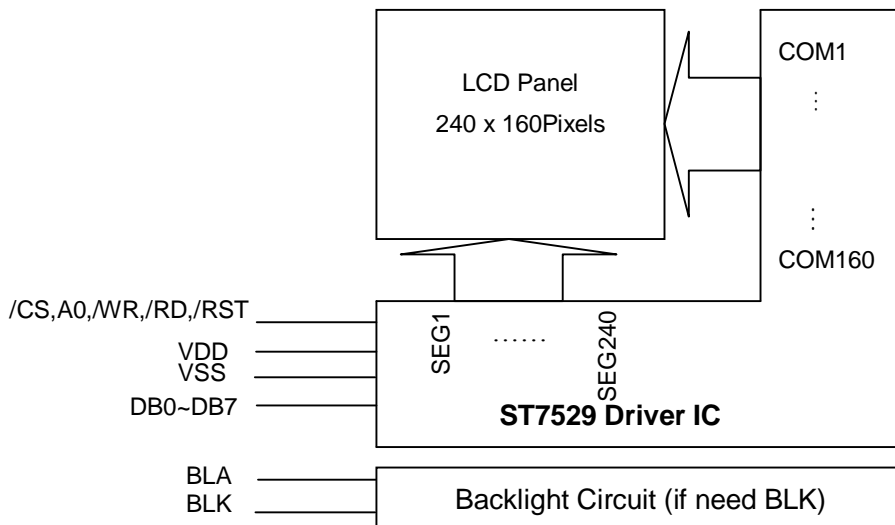 LCD Panel
240 x 160Pixels
COM1
⋮
⋮
COM160
/CS,A0,/WR,/RD,/RST
VDD
VSS
DB0~DB7
SEG1
......
SEG240
ST7529 Driver IC
BLA
BLK
Backlight Circuit (if need BLK)